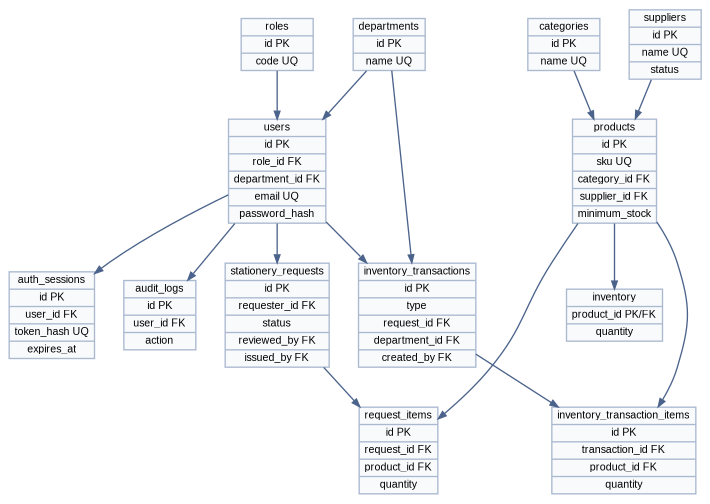 roles
id PK
code UQ
departments
id PK
name UQ
categories
id PK
name UQ
suppliers
id PK
name UQ
status
users
id PK
role_id FK
department_id FK
email UQ
password_hash
products
id PK
sku UQ
category_id FK
supplier_id FK
minimum_stock
auth_sessions
id PK
user_id FK
token_hash UQ
expires_at
audit_logs
id PK
user_id FK
action
stationery_requests
id PK
requester_id FK
status
reviewed_by FK
issued_by FK
inventory_transactions
id PK
type
request_id FK
department_id FK
created_by FK
inventory
product_id PK/FK
quantity
request_items
id PK
request_id FK
product_id FK
quantity
inventory_transaction_items
id PK
transaction_id FK
product_id FK
quantity